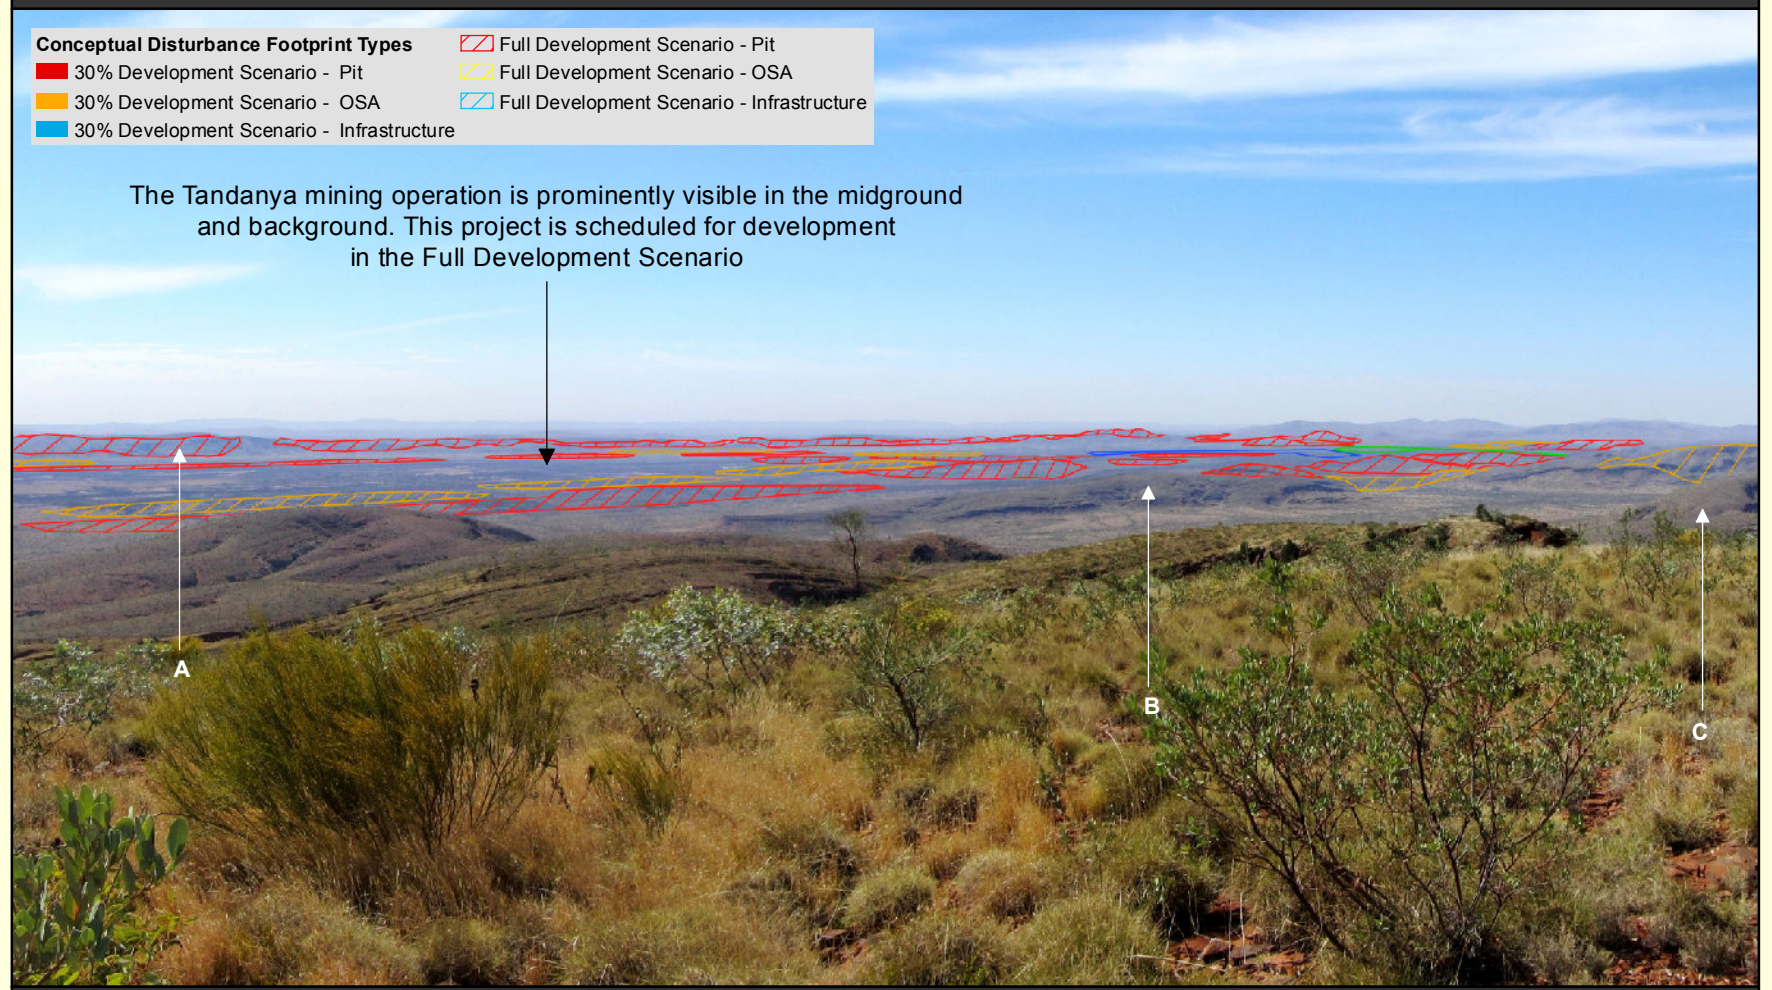 Conceptual Disturbance Footprint Types
30% Development Scenario - Pit
30% Development Scenario - OSA
30% Development Scenario - Infrastructure
Full Development Scenario - Pit
Full Development Scenario - OSA
Full Development Scenario - Infrastructure
The Tandanya mining operation is prominently visible in the midground
and background. This project is scheduled for development
in the Full Development Scenario
A
B
C